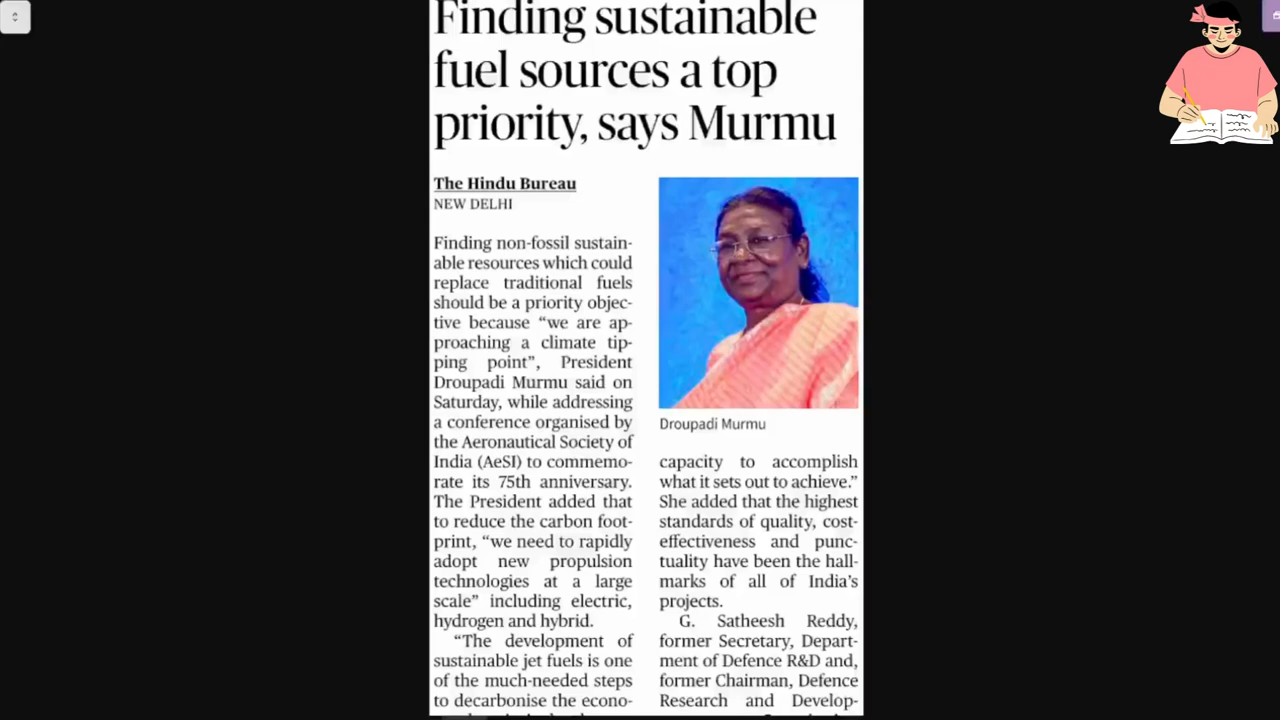 Finding sustainable
fuel sources a top
priority, says Murmu
The Hindu Bureau
NEW DELHI
Finding non-fossil sustain-
able resources which could
replace traditional fuels
should be a priority objec-
tive because “we are ap-
proaching a climate tip-
ping point”, President
Droupadi Murmu said on
Saturday, while addressing
a conference organised by
the Aeronautical Society of
India (AeSI) to commemo-
rate its 75th anniversary.
The President added that
to reduce the carbon foot-
print, “we need to rapidly
adopt new propulsion
technologies at a large
scale” including electric,
hydrogen and hybrid.
“The development of
sustainable jet fuels is one
of the much-needed steps
to decarbonise the econo-
Droupadi Murmu
capacity to accomplish
what it sets out to achieve.”
She added that the highest
standards of quality, cost-
effectiveness and punc-
tuality have been the hall-
marks of all of India’s
projects.
G. Satheesh Reddy,
former Secretary, Depart-
ment of Defence R&D and,
former Chairman, Defence
Research and Develop-